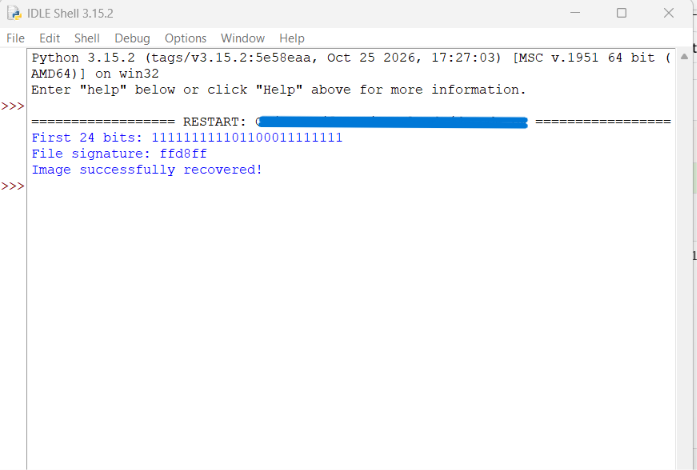 IDLE Shell 3.15.2
File Edit Shell Debug Options Window Help
Python 3.15.2 (tags/v3.15.2:5e58eaa, Oct 25 2026, 17:27:03) [MSC v.1951 64 bit (
AMD64)] on win32
Enter "help" below or click "Help" above for more information.
>>>
================== RESTART: =================
First 24 bits: 111111111101100011111111
File signature: ffd8ff
Image successfully recovered!
>>>